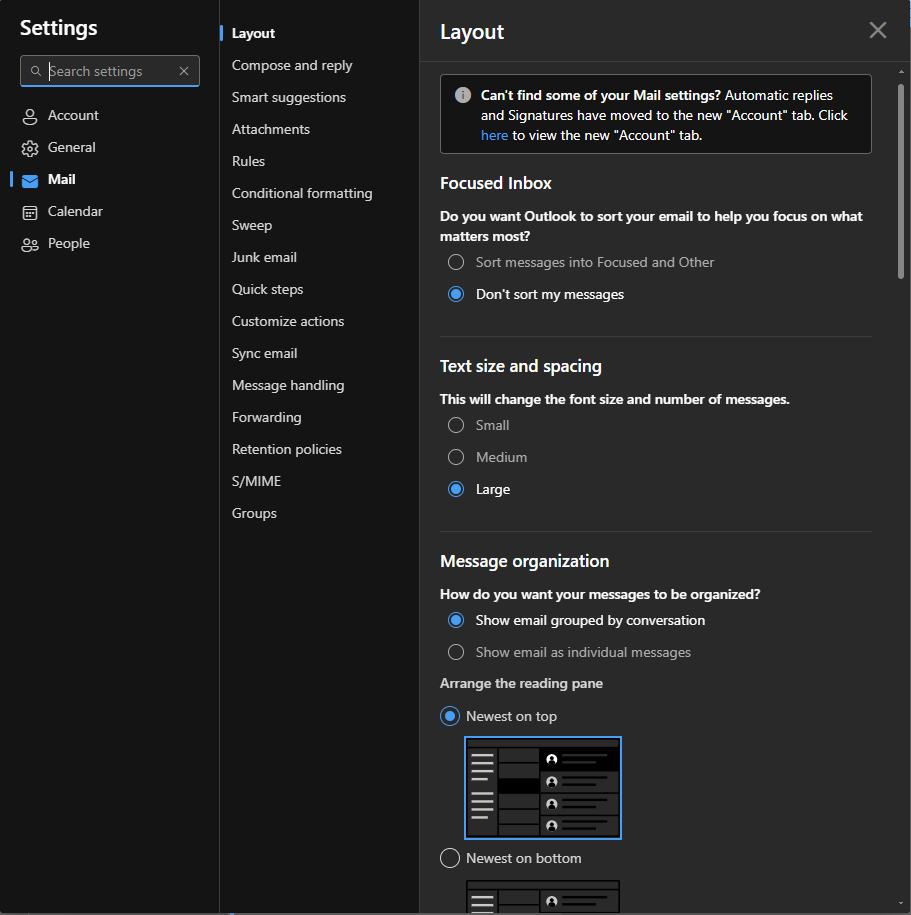 Settings
Search settings
Account
General
Mail
Calendar
People
Layout
Compose and reply
Smart suggestions
Attachments
Rules
Conditional formatting
Sweep
Junk email
Quick steps
Customize actions
Sync email
Message handling
Forwarding
Retention policies
S/MIME
Groups
Layout
Can't find some of your Mail settings? Automatic replies
and Signatures have moved to the new "Account" tab. Click
here to view the new "Account" tab.
Focused Inbox
Do you want Outlook to sort your email to help you focus on what
matters most?
Sort messages into Focused and Other
Don't sort my messages
Text size and spacing
This will change the font size and number of messages.
Small
Medium
Large
Message organization
How do you want your messages to be organized?
Show email grouped by conversation
Show email as individual messages
Arrange the reading pane
Newest on top
Newest on bottom